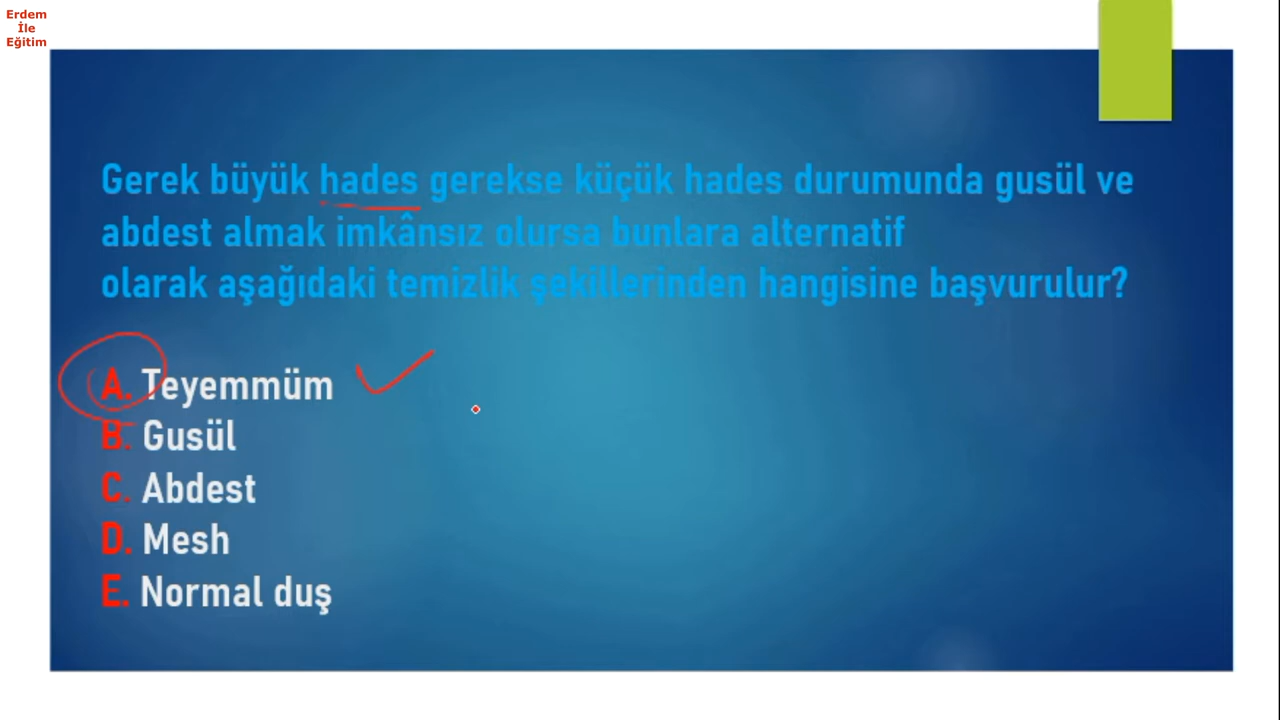 Erdem
İle
Eğitim
Gerek büyük hades gerekse küçük hades durumunda gusül ve
abdest almak imkânsız olursa bunlara alternatif
olarak aşağıdaki temizlik şekillerinden hangisine başvurulur?
A. Teyemmüm
B. Gusül
C. Abdest
D. Mesh
E. Normal duş